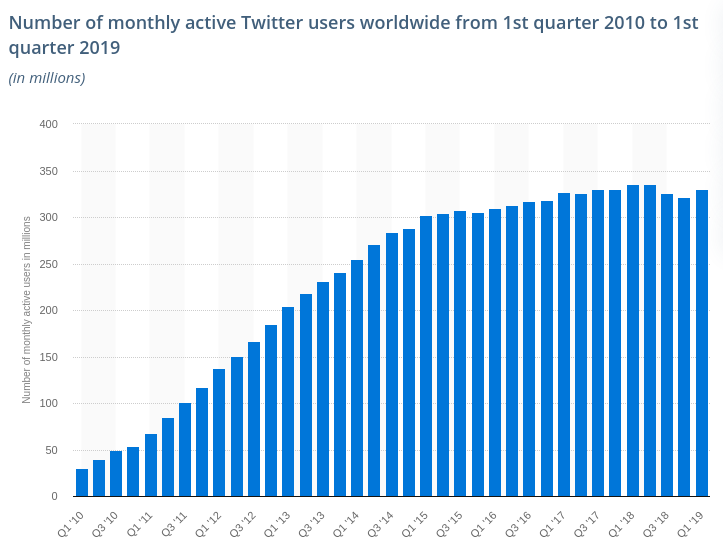 Number of monthly active Twitter users worldwide from 1st quarter 2010 to 1st
quarter 2019
(in millions)
Number of monthly active users in millions
400
350
300
250
200
150
100
50
0
Q1 '10
Q3 '10
Q1 '11
Q3 '11
Q1 '12
Q3 '12
Q1 '13
Q3 '13
Q1 '14
Q3 '14
Q1 '15
Q3 '15
Q1 '16
Q3 '16
Q1 '17
Q3 '17
Q1 '18
Q3 '18
Q1 '19